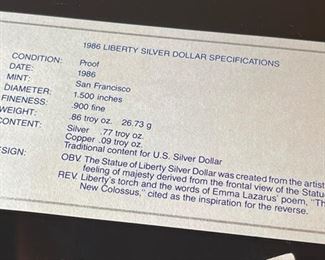 1986 LIBERTY SILVER DOLLAR SPECIFICATIONS
CONDITION: Proof
DATE: 1986
MINT: San Francisco
DIAMETER: 1.500 inches
FINENESS: .900 fine
WEIGHT: .86 troy oz. 26.73 g
CONTENT: Silver .77 troy oz.
Copper .09 troy oz.
Traditional content for U.S. Silver Dollar
SIGN: OBV. The Statue of Liberty Silver Dollar was created from the artist
feeling of majesty derived from the frontal view of the Statu
REV. Liberty's torch and the words of Emma Lazarus' poem, "Th
New Colossus," cited as the inspiration for the reverse.